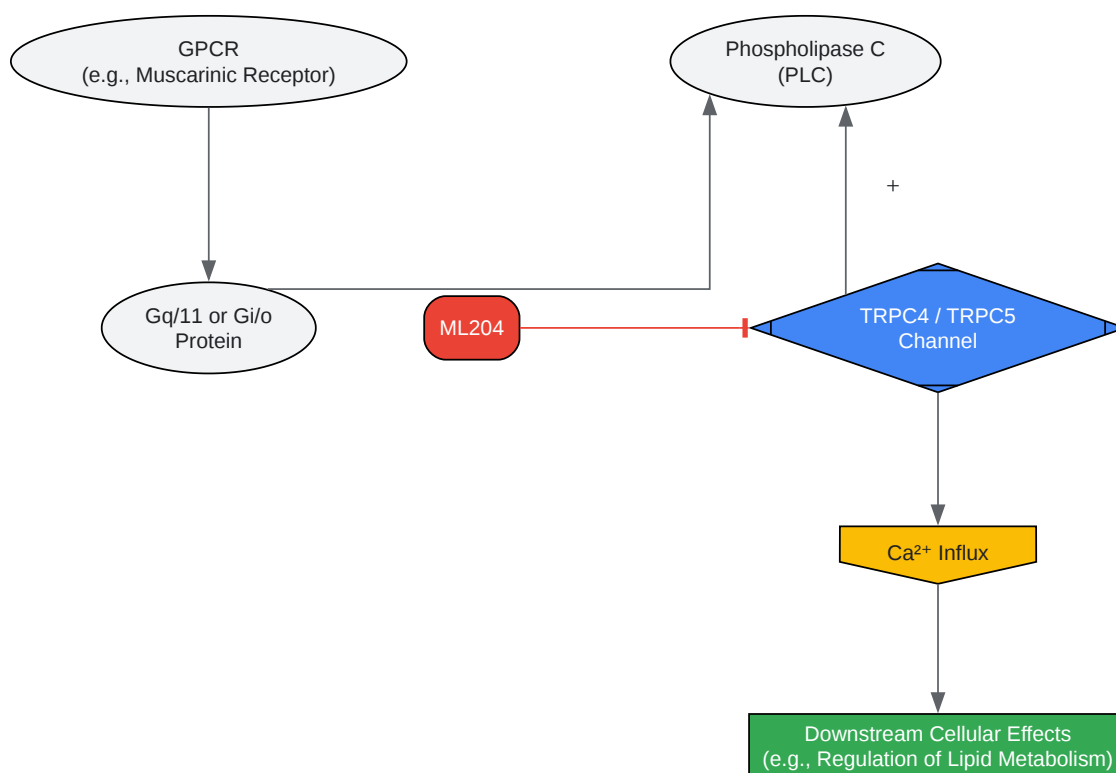 GPCR
(e.g., Muscarinic Receptor)
Phospholipase C
(PLC)
+
Gq/11 or Gi/o
Protein
ML204
TRPC4 / TRPC5
Channel
Ca²⁺ Influx
Downstream Cellular Effects
(e.g., Regulation of Lipid Metabolism)